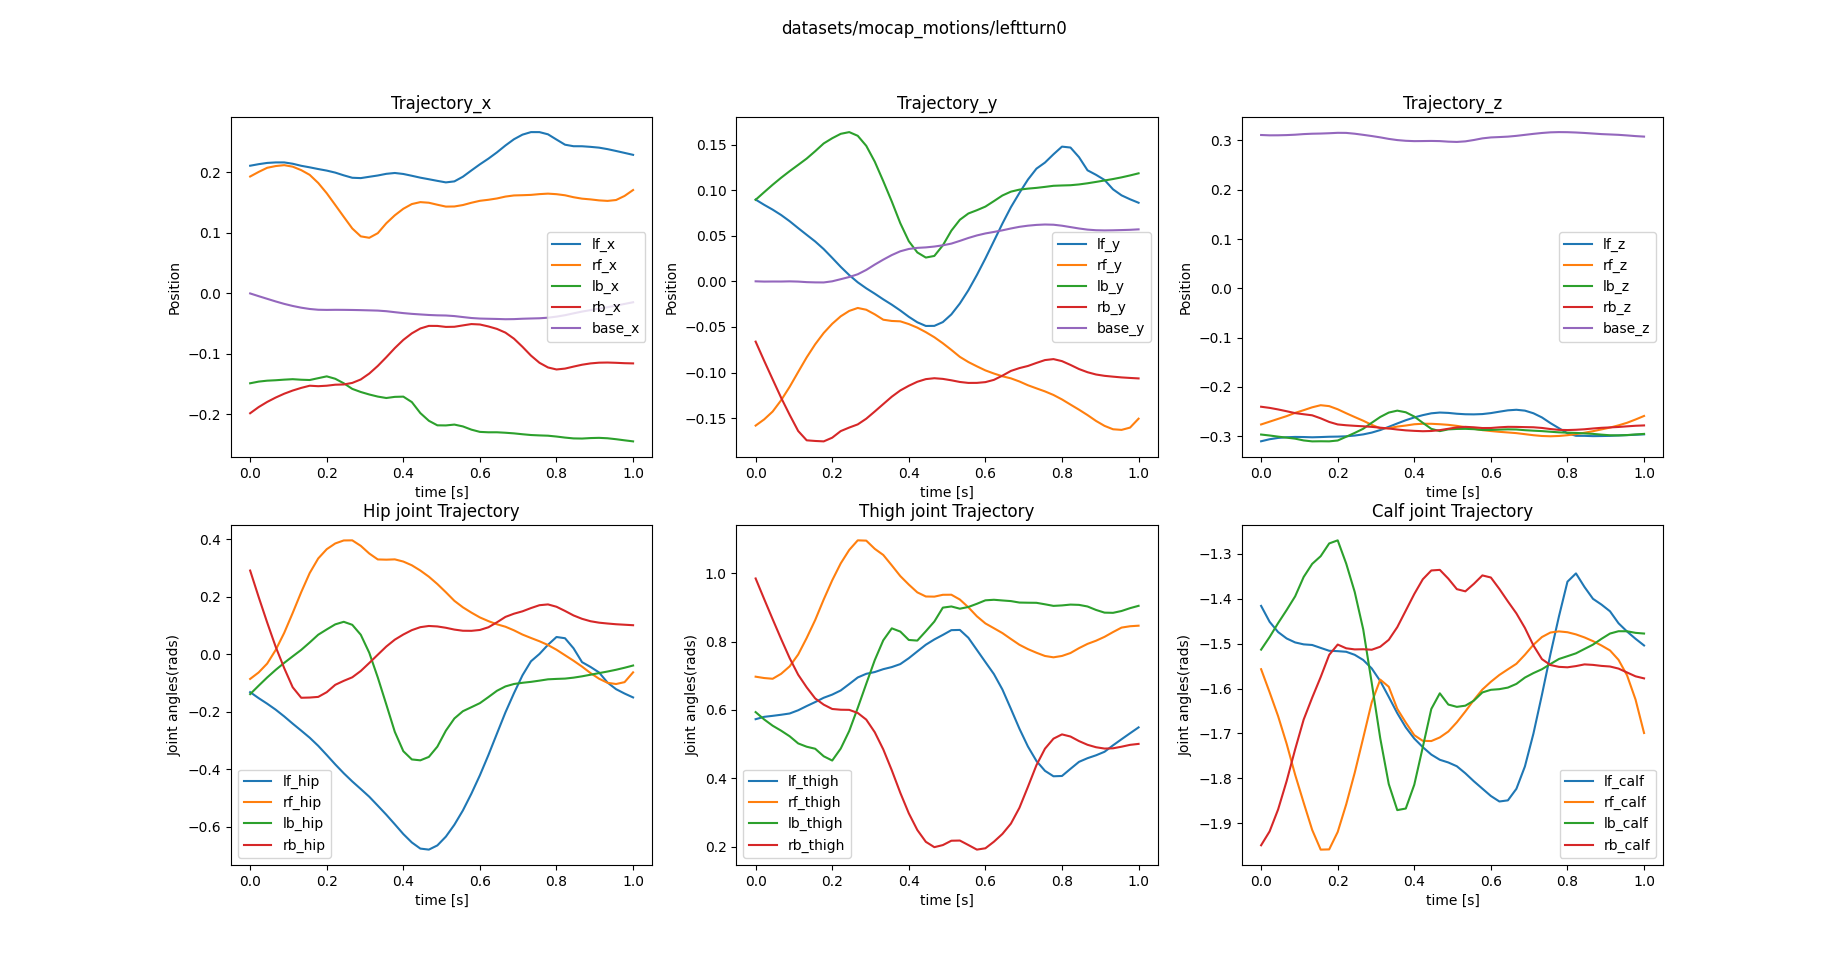 datasets/mocap_motions/leftturn0
Trajectory_x
Position
0.2
0.1
0.0
−0.1
−0.2
0.0 0.2 0.4 0.6 0.8 1.0
time [s]
lf_x
rf_x
lb_x
rb_x
base_x
Trajectory_y
Position
0.15
0.10
0.05
0.00
−0.05
−0.10
−0.15
0.0 0.2 0.4 0.6 0.8 1.0
time [s]
lf_y
rf_y
lb_y
rb_y
base_y
Trajectory_z
Position
0.3
0.2
0.1
0.0
−0.1
−0.2
−0.3
0.0 0.2 0.4 0.6 0.8 1.0
time [s]
lf_z
rf_z
lb_z
rb_z
base_z
Hip joint Trajectory
Joint angles(rads)
0.4
0.2
0.0
−0.2
−0.4
−0.6
0.0 0.2 0.4 0.6 0.8 1.0
time [s]
lf_hip
rf_hip
lb_hip
rb_hip
Thigh joint Trajectory
Joint angles(rads)
1.0
0.8
0.6
0.4
0.2
0.0 0.2 0.4 0.6 0.8 1.0
time [s]
lf_thigh
rf_thigh
lb_thigh
rb_thigh
Calf joint Trajectory
Joint angles(rads)
−1.3
−1.4
−1.5
−1.6
−1.7
−1.8
−1.9
0.0 0.2 0.4 0.6 0.8 1.0
time [s]
lf_calf
rf_calf
lb_calf
rb_calf